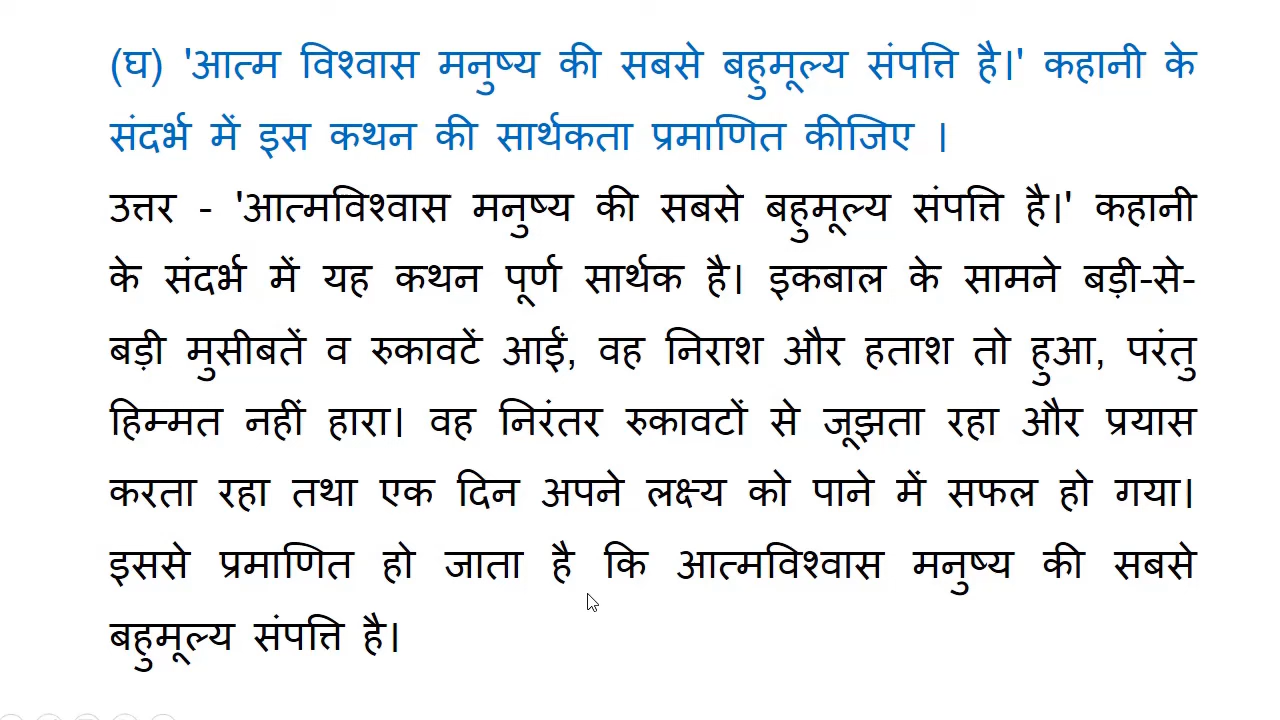 (घ) 'आत्म विश्वास मनुष्य की सबसे बहुमूल्य संपत्ति है।' कहानी के
संदर्भ में इस कथन की सार्थकता प्रमाणित कीजिए ।
उत्तर - 'आत्मविश्वास मनुष्य की सबसे बहुमूल्य संपत्ति है।' कहानी
के संदर्भ में यह कथन पूर्ण सार्थक है। इकबाल के सामने बड़ी-से-
बड़ी मुसीबतें व रुकावटें आईं, वह निराश और हताश तो हुआ, परंतु
हिम्मत नहीं हारा। वह निरंतर रुकावटों से जूझता रहा और प्रयास
करता रहा तथा एक दिन अपने लक्ष्य को पाने में सफल हो गया।
इससे प्रमाणित हो जाता है कि आत्मविश्वास मनुष्य की सबसे
बहुमूल्य संपत्ति है।